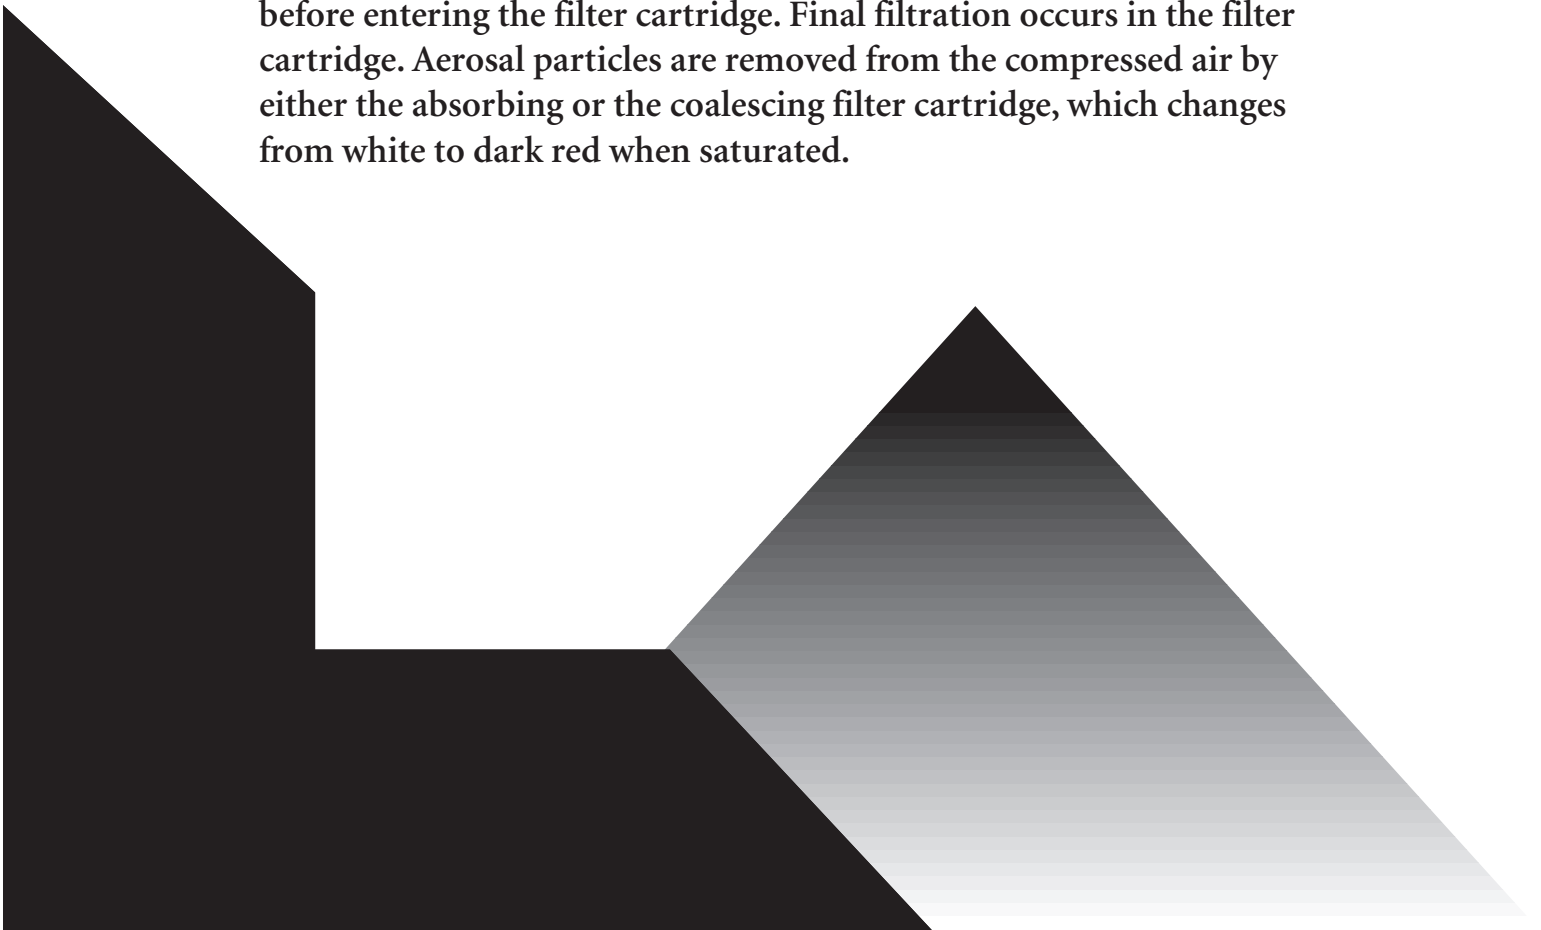 before entering the filter cartridge. Final filtration occurs in the filter
cartridge. Aerosal particles are removed from the compressed air by
either the absorbing or the coalescing filter cartridge, which changes
from white to dark red when saturated.